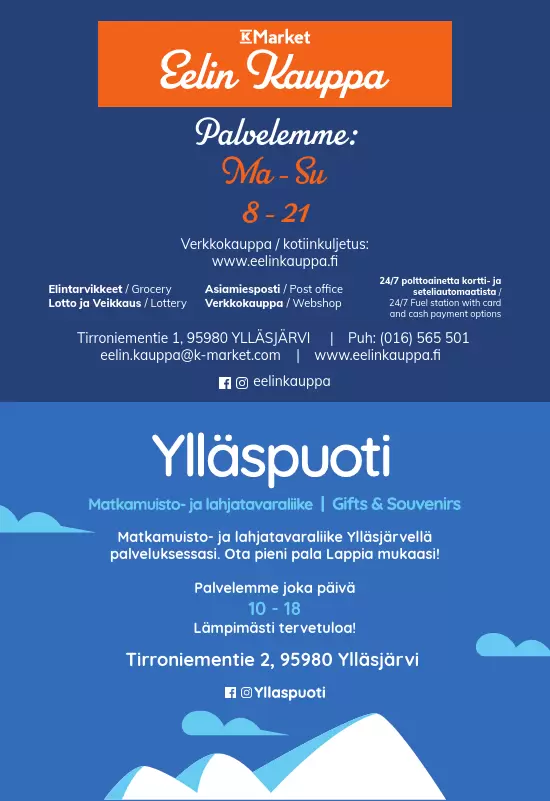 KMarket
Eelin Kauppa
Palvelemme:
Ma - Su
8 - 21
Verkkokauppa / kotiinkuljetus:
www.eelinkauppa.fi
Elintarvikkeet / Grocery
Lotto ja Veikkaus / Lottery
Asiamiesposti / Post office
Verkkokauppa / Webshop
24/7 polttoainetta kortti- ja
seteliautomaatista /
24/7 Fuel station with card
and cash payment options
Tirroniementie 1, 95980 YLLÄSJÄRVI | Puh: (016) 565 501
eelin.kauppa@k-market.com | www.eelinkauppa.fi
eelinkauppa
Ylläspuoti
Matkamuisto- ja lahjatavaraliike | Gifts & Souvenirs
Matkamuisto- ja lahjatavaraliike Ylläsjärvellä
palveluksessasi. Ota pieni pala Lappia mukaasi!
Palvelemme joka päivä
10 - 18
Lämpimästi tervetuloa!
Tirroniementie 2, 95980 Ylläsjärvi
Yllaspuoti